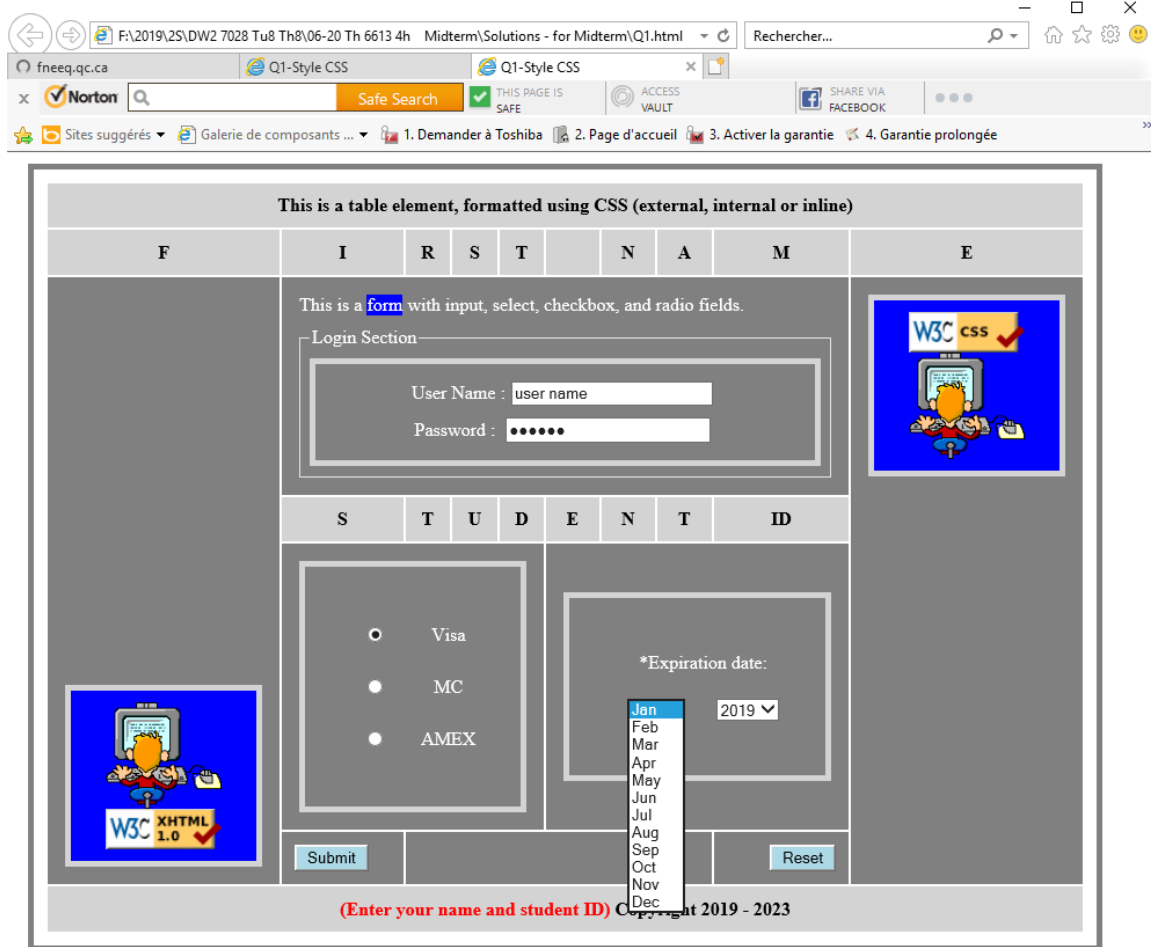 F:\2019\2S\DW2 7028 Tu8 Th8\06-20 Th 6613 4h Midterm\Solutions - for Midterm\Q1.html
Rechercher...
fneeq.qc.ca
Q1-Style CSS
Q1-Style CSS
Norton
Safe Search
THIS PAGE IS
SAFE
ACCESS
VAULT
SHARE VIA
FACEBOOK
Sites suggérés
Galerie de composants ...
1. Demander à Toshiba
2. Page d'accueil
3. Activer la garantie
4. Garantie prolongée
This is a table element, formatted using CSS (external, internal or inline)
F I R S T N A M E
This is a form with input, select, checkbox, and radio fields.
Login Section
User Name : user name
Password : ●●●●●●
W3C css
S T U D E N T ID
Visa
MC
AMEX
*Expiration date:
Jan
2019
Feb
Mar
Apr
May
Jun
Jul
Aug
Sep
Oct
Nov
Dec
W3C XHTML
1.0
Submit
Reset
(Enter your name and student ID) Copyright 2019 - 2023